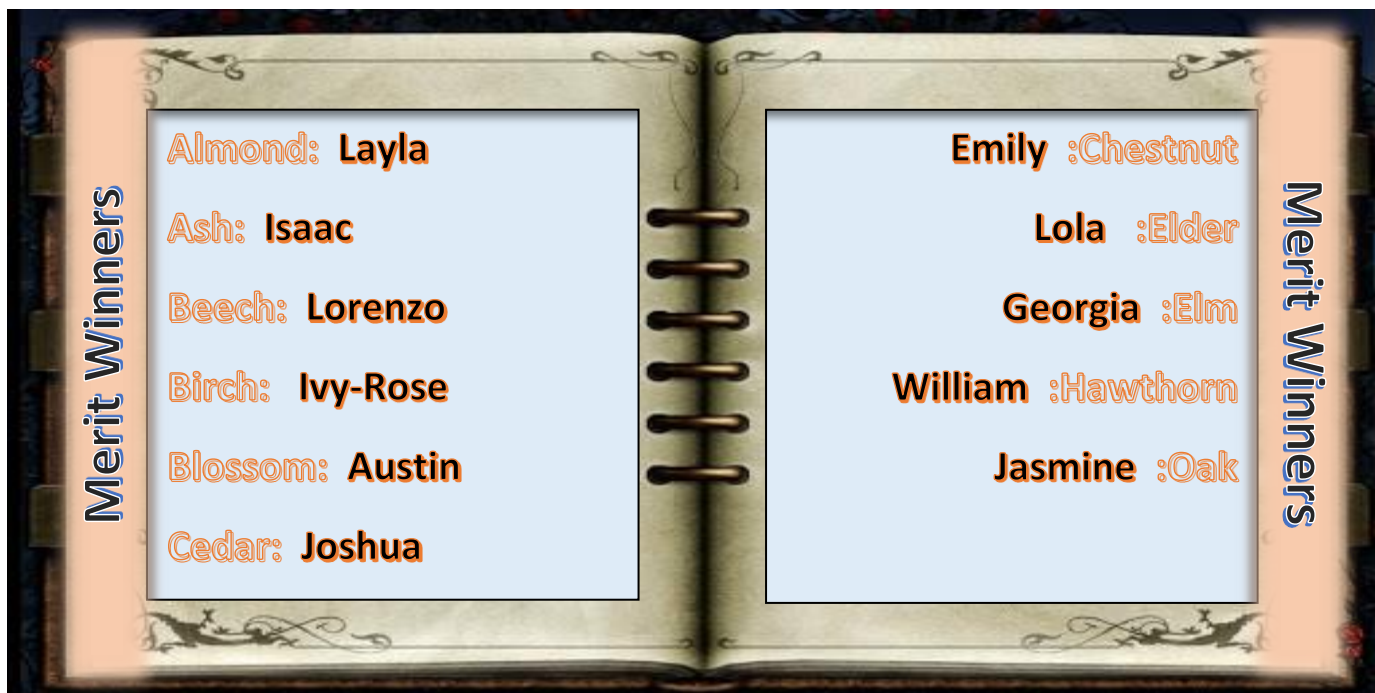 Merit Winners
Almond: Layla
Ash: Isaac
Beech: Lorenzo
Birch: Ivy-Rose
Blossom: Austin
Cedar: Joshua
Emily :Chestnut
Lola :Elder
Georgia :Elm
William :Hawthorn
Jasmine :Oak
Merit Winners